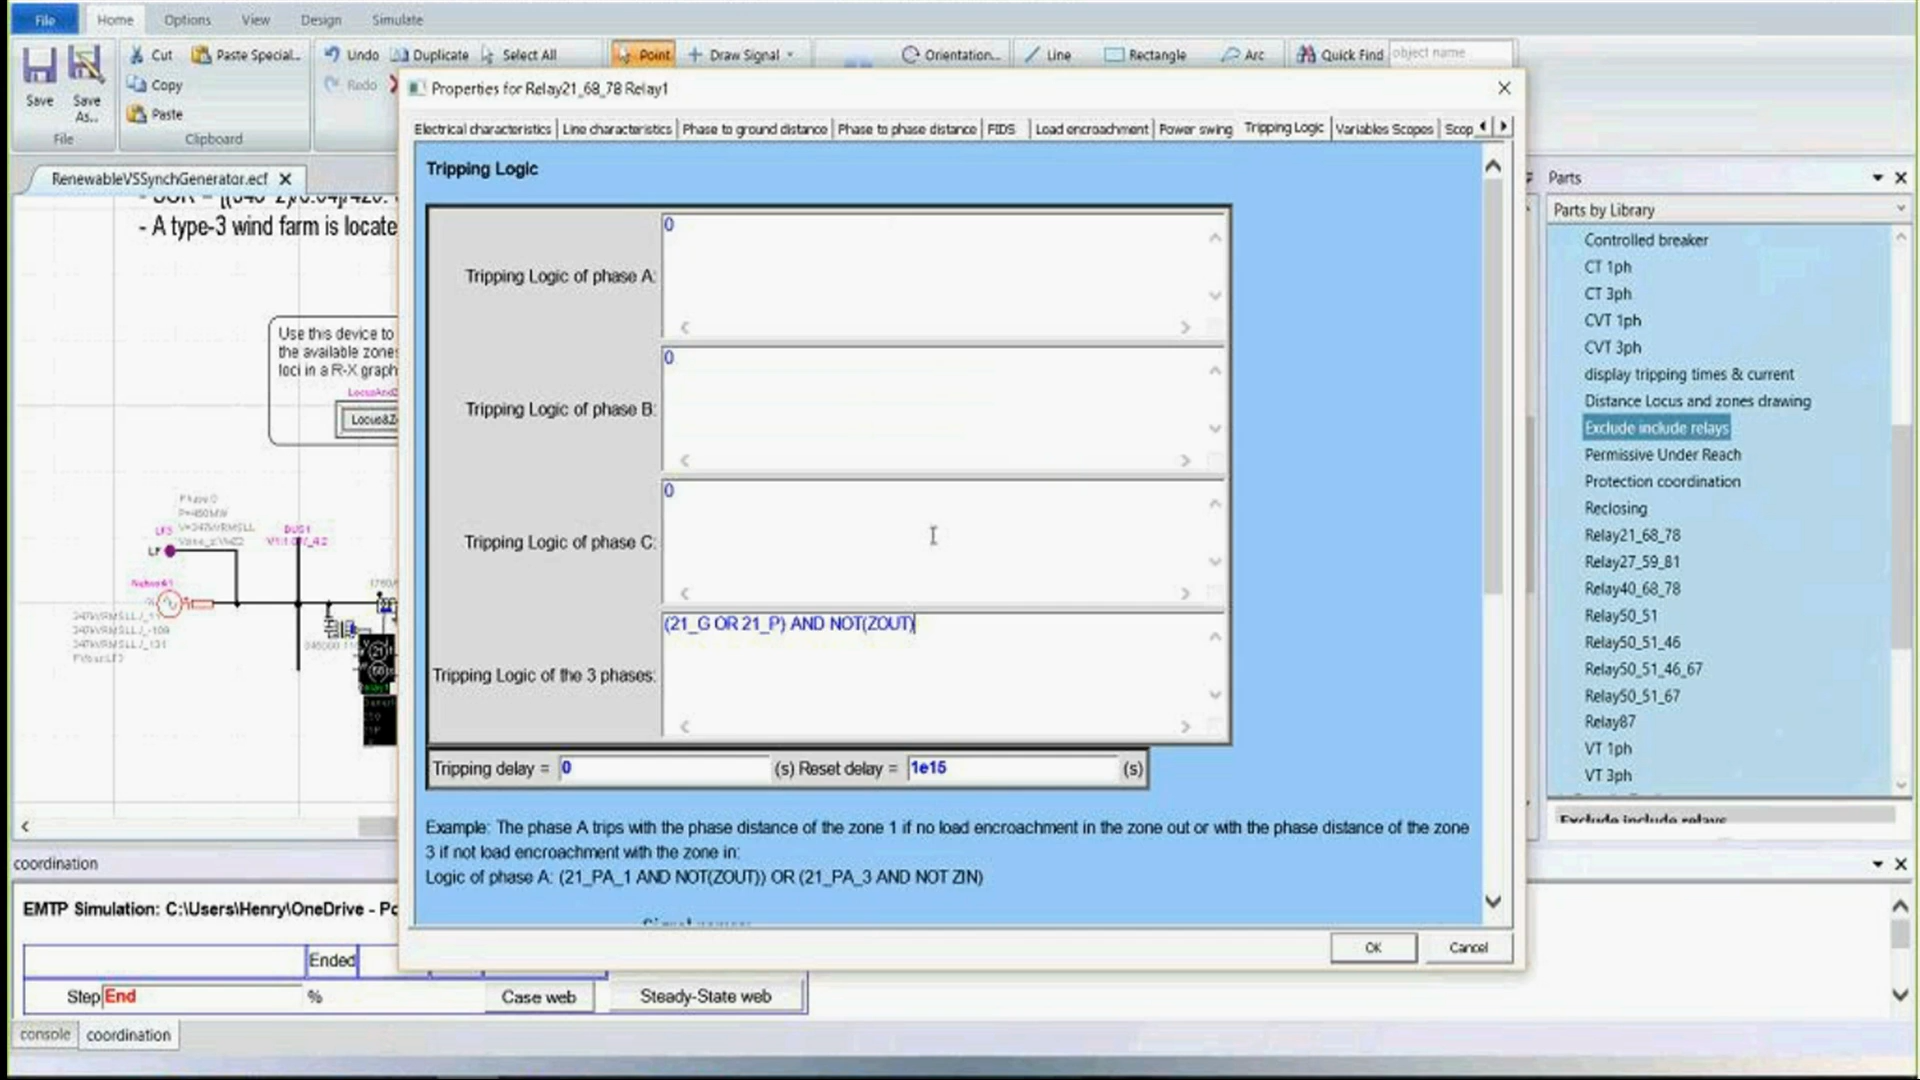 File
Home
Options
View
Design
Simulate
Save
Save
As...
File
Cut
Paste Special...
Copy
Paste
Clipboard
Undo
Duplicate
Select All
Redo
Point
Draw Signal
Orientation...
Line
Rectangle
Arc
Quick Find
object name
Properties for Relay21_68_78 Relay1
Electrical characteristics
Line characteristics
Phase to ground distance
Phase to phase distance
FIDS
Load encroachment
Power swing
Tripping Logic
Variables Scopes
Scop
RenewableVSSynchGenerator.ecf
- A type-3 wind farm is locate
Use this device to
the available zones
loci in a R-X graph
Locus&Z
LF
BUS1
Tripping Logic
Tripping Logic of phase A:
0
Tripping Logic of phase B:
0
Tripping Logic of phase C:
0
Tripping Logic of the 3 phases:
(21_G OR 21_P) AND NOT(ZOUT)
Tripping delay = 0 (s) Reset delay = 1e15 (s)
Example: The phase A trips with the phase distance of the zone 1 if no load encroachment in the zone out or with the phase distance of the zone
3 if not load encroachment with the zone in:
Logic of phase A: (21_PA_1 AND NOT(ZOUT)) OR (21_PA_3 AND NOT ZIN)
OK
Cancel
Parts
Parts by Library
Controlled breaker
CT 1ph
CT 3ph
CVT 1ph
CVT 3ph
display tripping times & current
Distance Locus and zones drawing
Exclude include relays
Permissive Under Reach
Protection coordination
Reclosing
Relay21_68_78
Relay27_59_81
Relay40_68_78
Relay50_51
Relay50_51_46
Relay50_51_46_67
Relay50_51_67
Relay87
VT 1ph
VT 3ph
Exclude include relays
coordination
EMTP Simulation: C:\Users\Henry\OneDrive - Po
Ended
Step End
%
Case web
Steady-State web
console
coordination